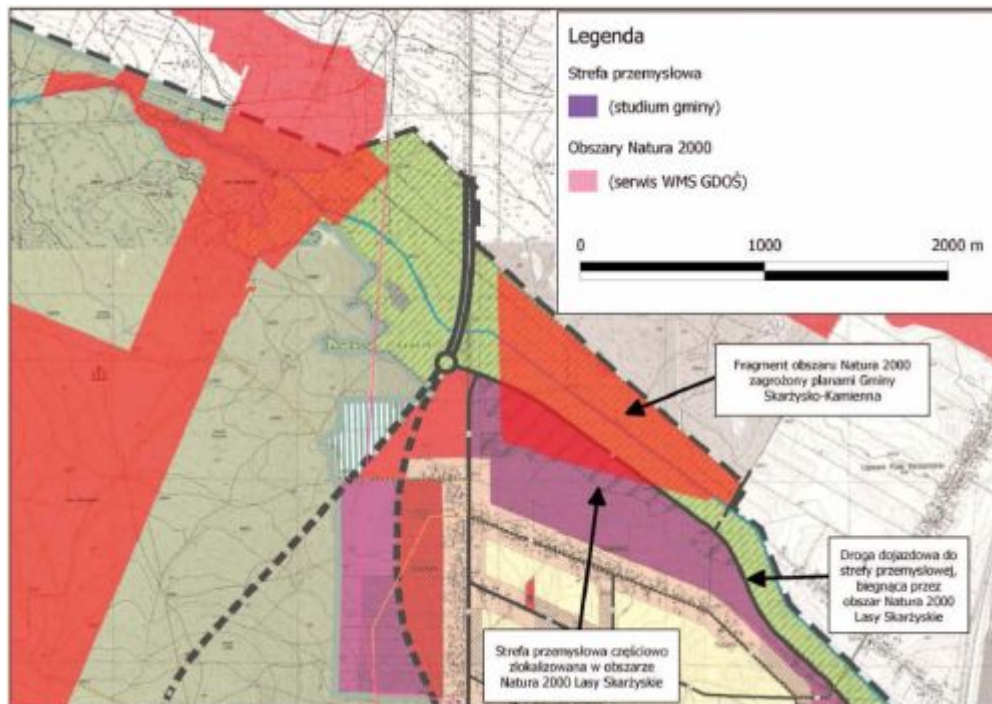 Legenda
Strefa przemysłowa
(studium gminy)
Obszary Natura 2000
(serwis WMS GDOŚ)
0 1000 2000 m
Fragment obszaru Natura 2000
zagrożony planami Gminy
Skarżysko-Kamienna
Droga dojazdowa do
strefy przemysłowej,
biegnąca przez
obszar Natura 2000
Lasy Skarżyskie
Strefa przemysłowa częściowo
zlokalizowana w obszarze
Natura 2000 Lasy Skarżyskie